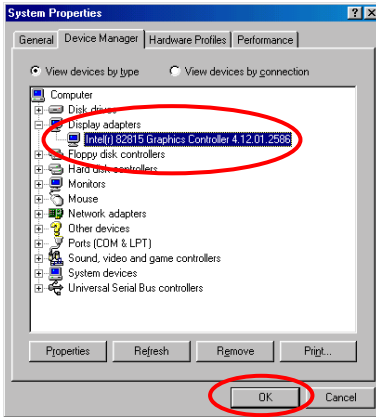 System Properties
General Device Manager Hardware Profiles Performance
View devices by type View devices by connection
Computer
Disk drives
Display adapters
Intel(r) 82815 Graphics Controller 4.12.01.2586
Floppy disk controllers
Hard disk controllers
Monitors
Mouse
Network adapters
Other devices
Ports (COM & LPT)
Sound, video and game controllers
System devices
Universal Serial Bus controllers
Properties Refresh Remove Print...
OK Cancel